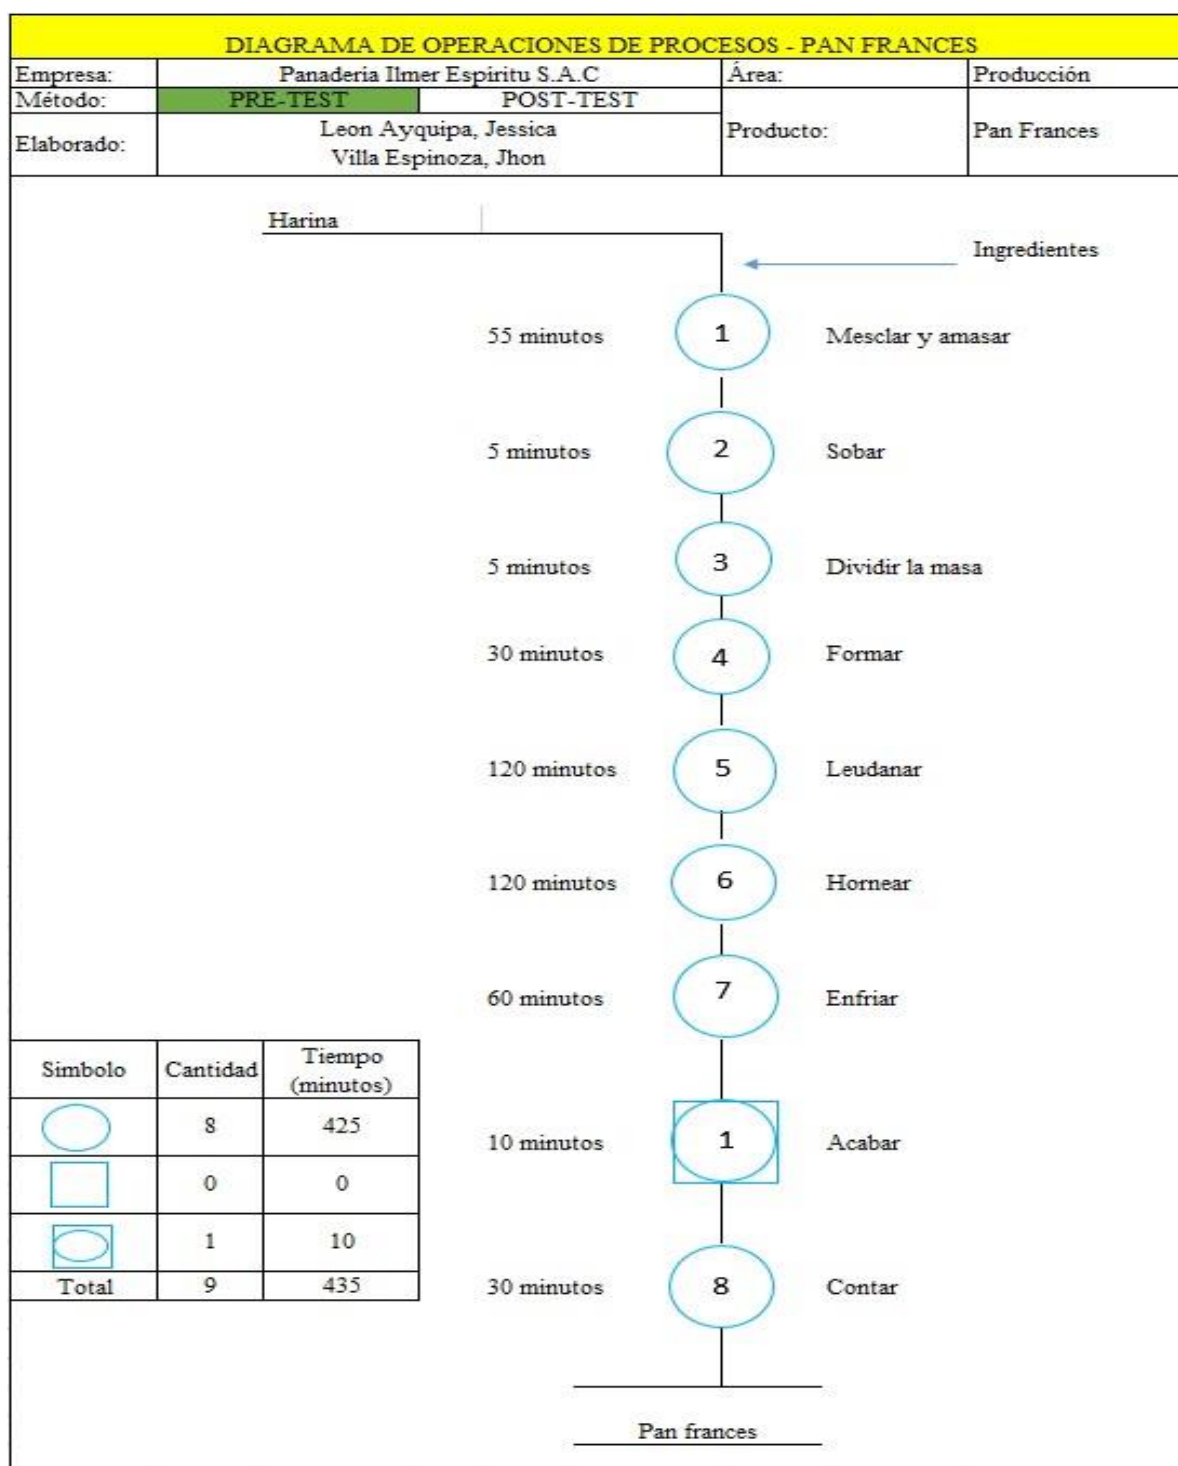 DIAGRAMA DE OPERACIONES DE PROCESOS - PAN FRANCES
Empresa: Panadería Ilmer Espíritu S.A.C Área: Producción
Método: PRE-TEST POST-TEST
Elaborado: Leon Ayquipa, Jessica
Villa Espinoza, Jhon
Producto: Pan Frances
Harina
Ingredientes
55 minutos 1 Mesclar y amasar
5 minutos 2 Sobar
5 minutos 3 Dividir la masa
30 minutos 4 Formar
120 minutos 5 Leudanar
120 minutos 6 Hornear
60 minutos 7 Enfriar
10 minutos 1 Acabar
30 minutos 8 Contar
Pan frances
Simbolo Cantidad Tiempo
(minutos)
8 425
0 0
1 10
Total 9 435